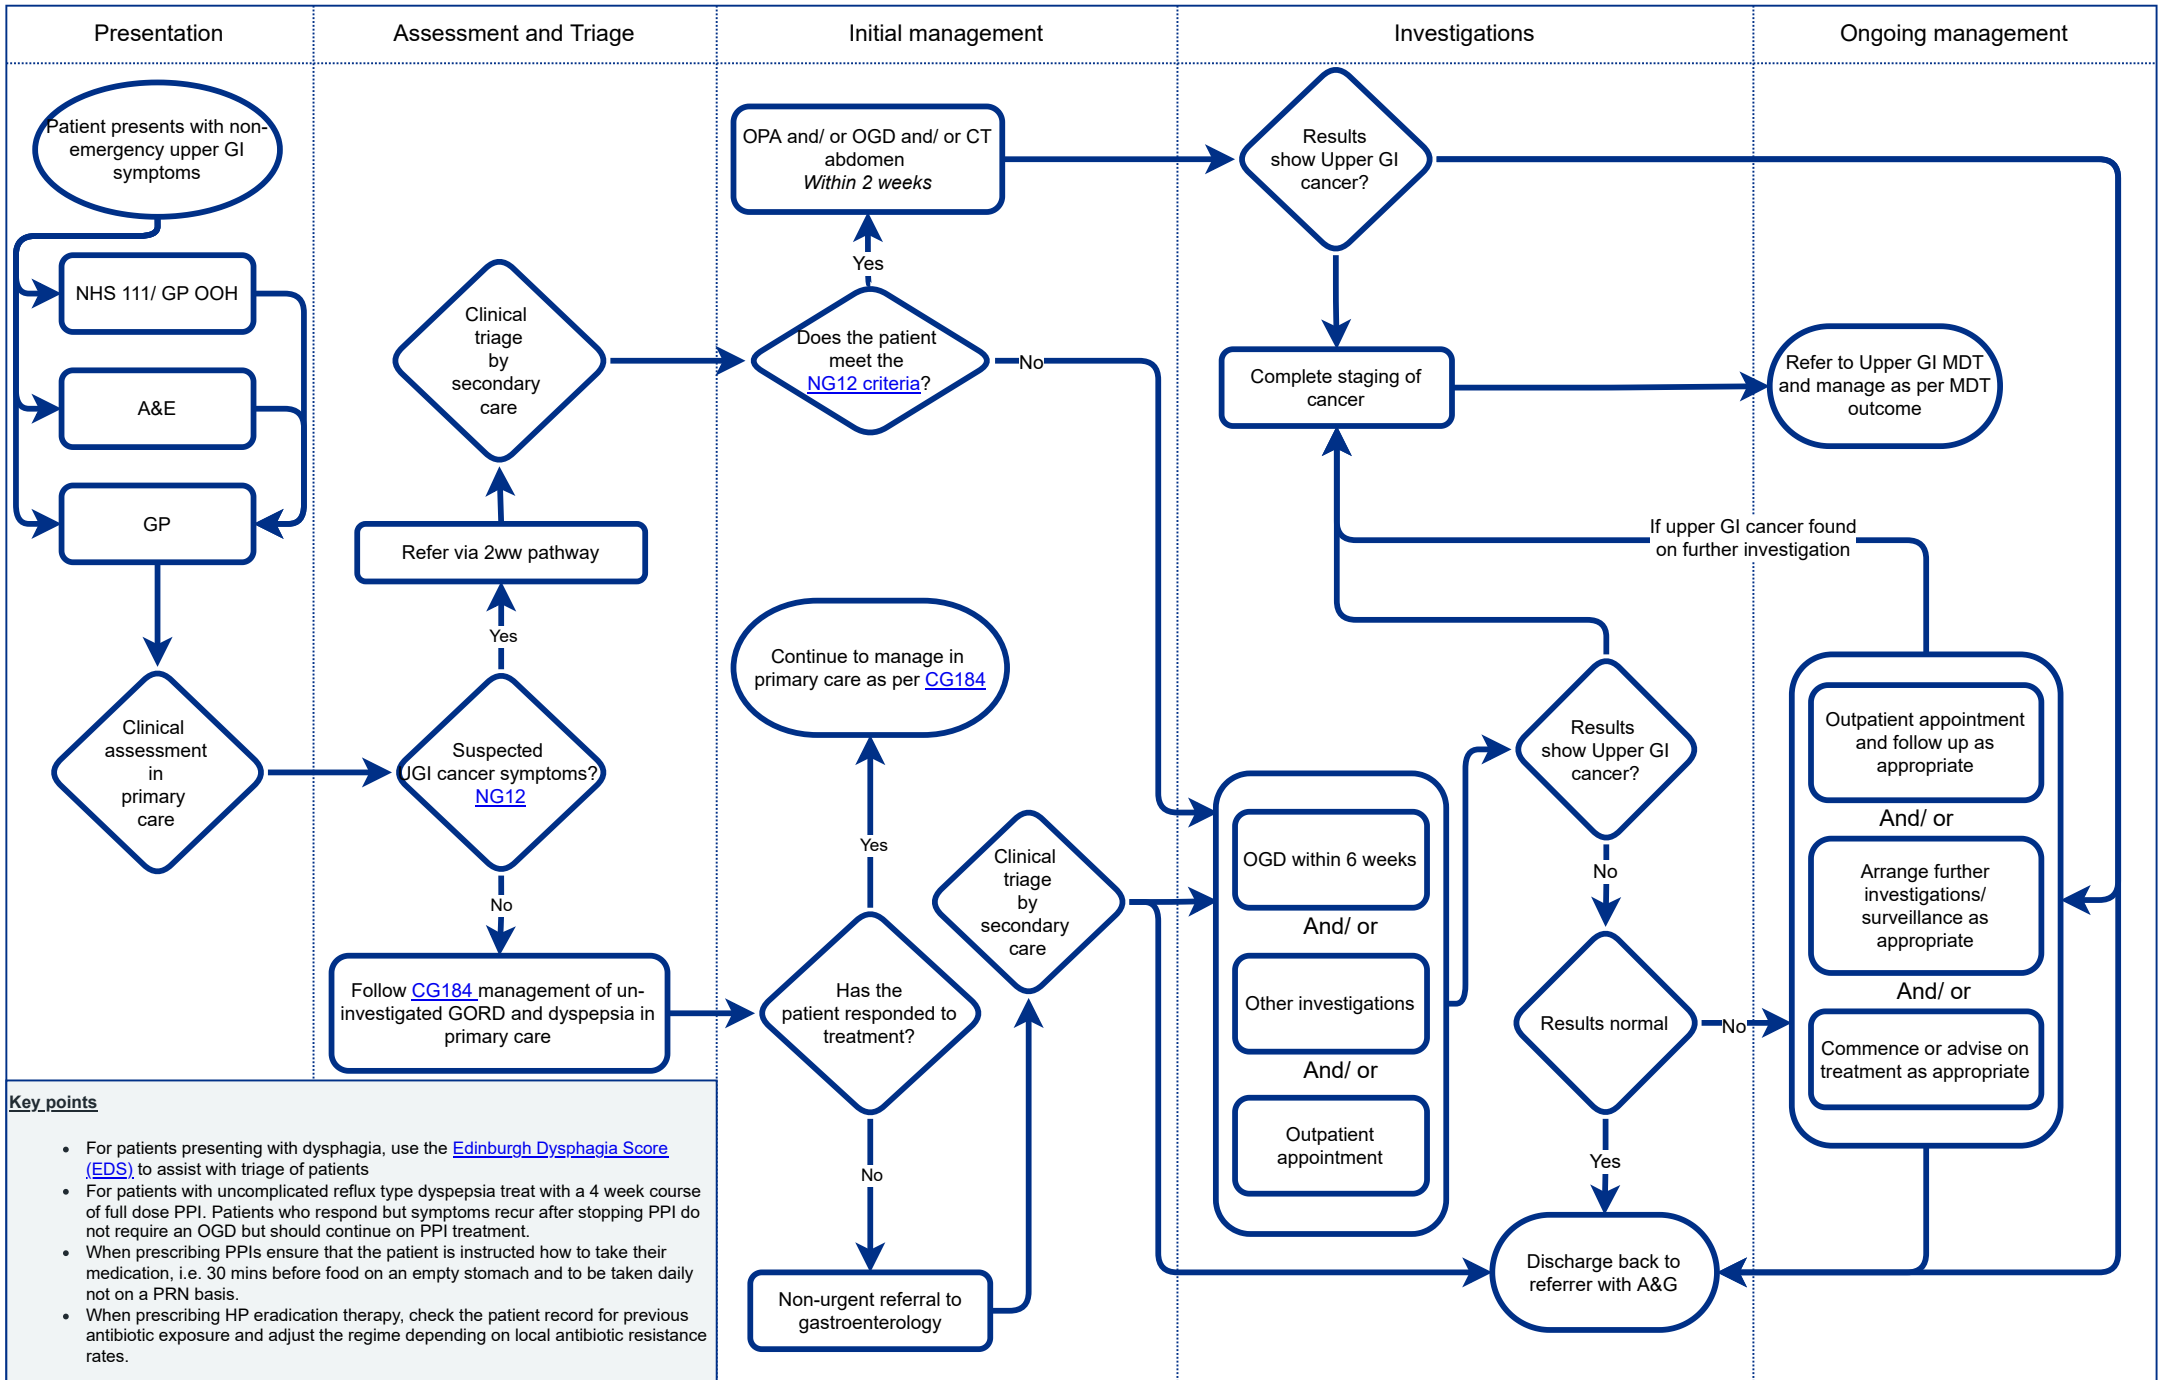 Presentation
Assessment and Triage
Initial management
Investigations
Ongoing management
Patient presents with non-
emergency upper GI
symptoms
NHS 111/ GP OOH
A&E
GP
Clinical
assessment
in
primary
care
Clinical
triage
by
secondary
care
Refer via 2ww pathway
Yes
Suspected
UGI cancer symptoms?
NG12
No
Follow CG184 management of un-
investigated GORD and dyspepsia in
primary care
OPA and/ or OGD and/ or CT
abdomen
Within 2 weeks
Yes
Does the patient
meet the
NG12 criteria?
No
Continue to manage in
primary care as per CG184
Yes
Has the
patient responded to
treatment?
No
Non-urgent referral to
gastroenterology
Clinical
triage
by
secondary
care
Results
show Upper GI
cancer?
Complete staging of
cancer
OGD within 6 weeks
And/ or
Other investigations
And/ or
Outpatient
appointment
Results
show Upper GI
cancer?
No
Results normal
No
Yes
Discharge back to
referrer with A&G
Refer to Upper GI MDT
and manage as per MDT
outcome
If upper GI cancer found
on further investigation
Outpatient appointment
and follow up as
appropriate
And/ or
Arrange further
investigations/
surveillance as
appropriate
And/ or
Commence or advise on
treatment as appropriate
Key points
• For patients presenting with dysphagia, use the Edinburgh Dysphagia Score
(EDS) to assist with triage of patients
• For patients with uncomplicated reflux type dyspepsia treat with a 4 week course
of full dose PPI. Patients who respond but symptoms recur after stopping PPI do
not require an OGD but should continue on PPI treatment.
• When prescribing PPIs ensure that the patient is instructed how to take their
medication, i.e. 30 mins before food on an empty stomach and to be taken daily
not on a PRN basis.
• When prescribing HP eradication therapy, check the patient record for previous
antibiotic exposure and adjust the regime depending on local antibiotic resistance
rates.